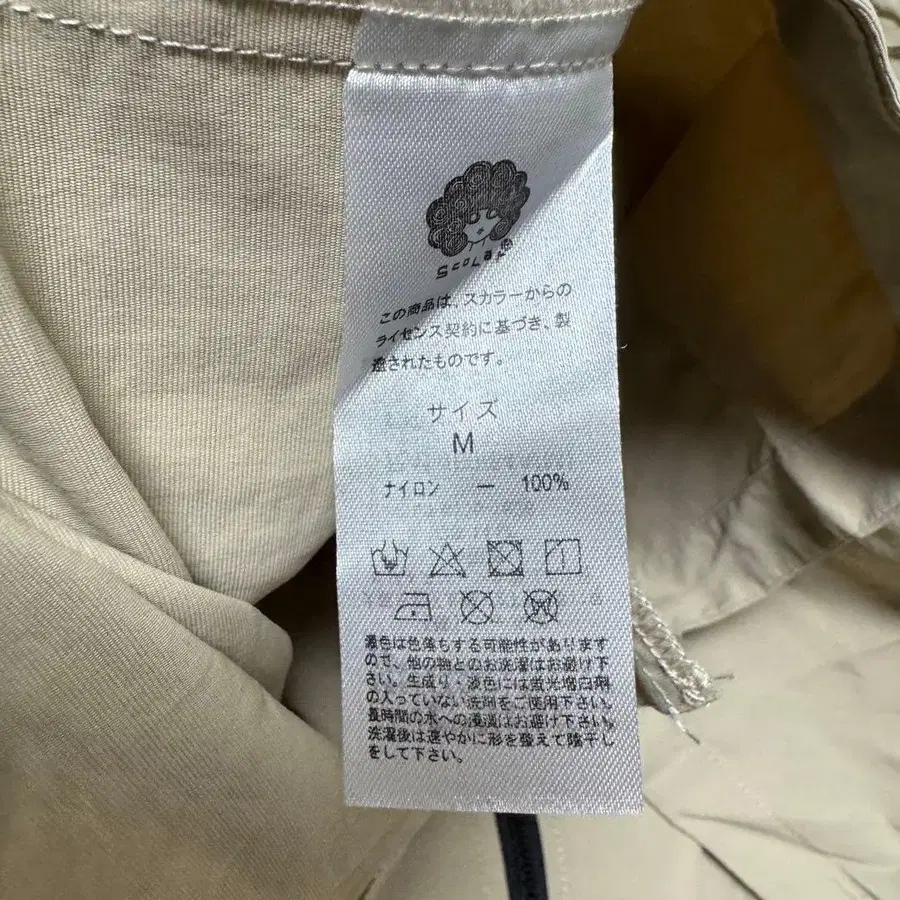 ScoLar
この商品は、スカラーからの
ライセンス契約に基づき、製
造されたものです。
サイズ
M
ナイロン ー 100%
濃色は色落ちする可能性があります
ので、他の物とのお洗濯はお避け下
さい。生成り・淡色には蛍光増白剤
の入っていない洗剤をご使用下さい。
長時間の水への浸漬はお避け下さい。
洗濯後は速やかに形を整えて陰干し
をして下さい。